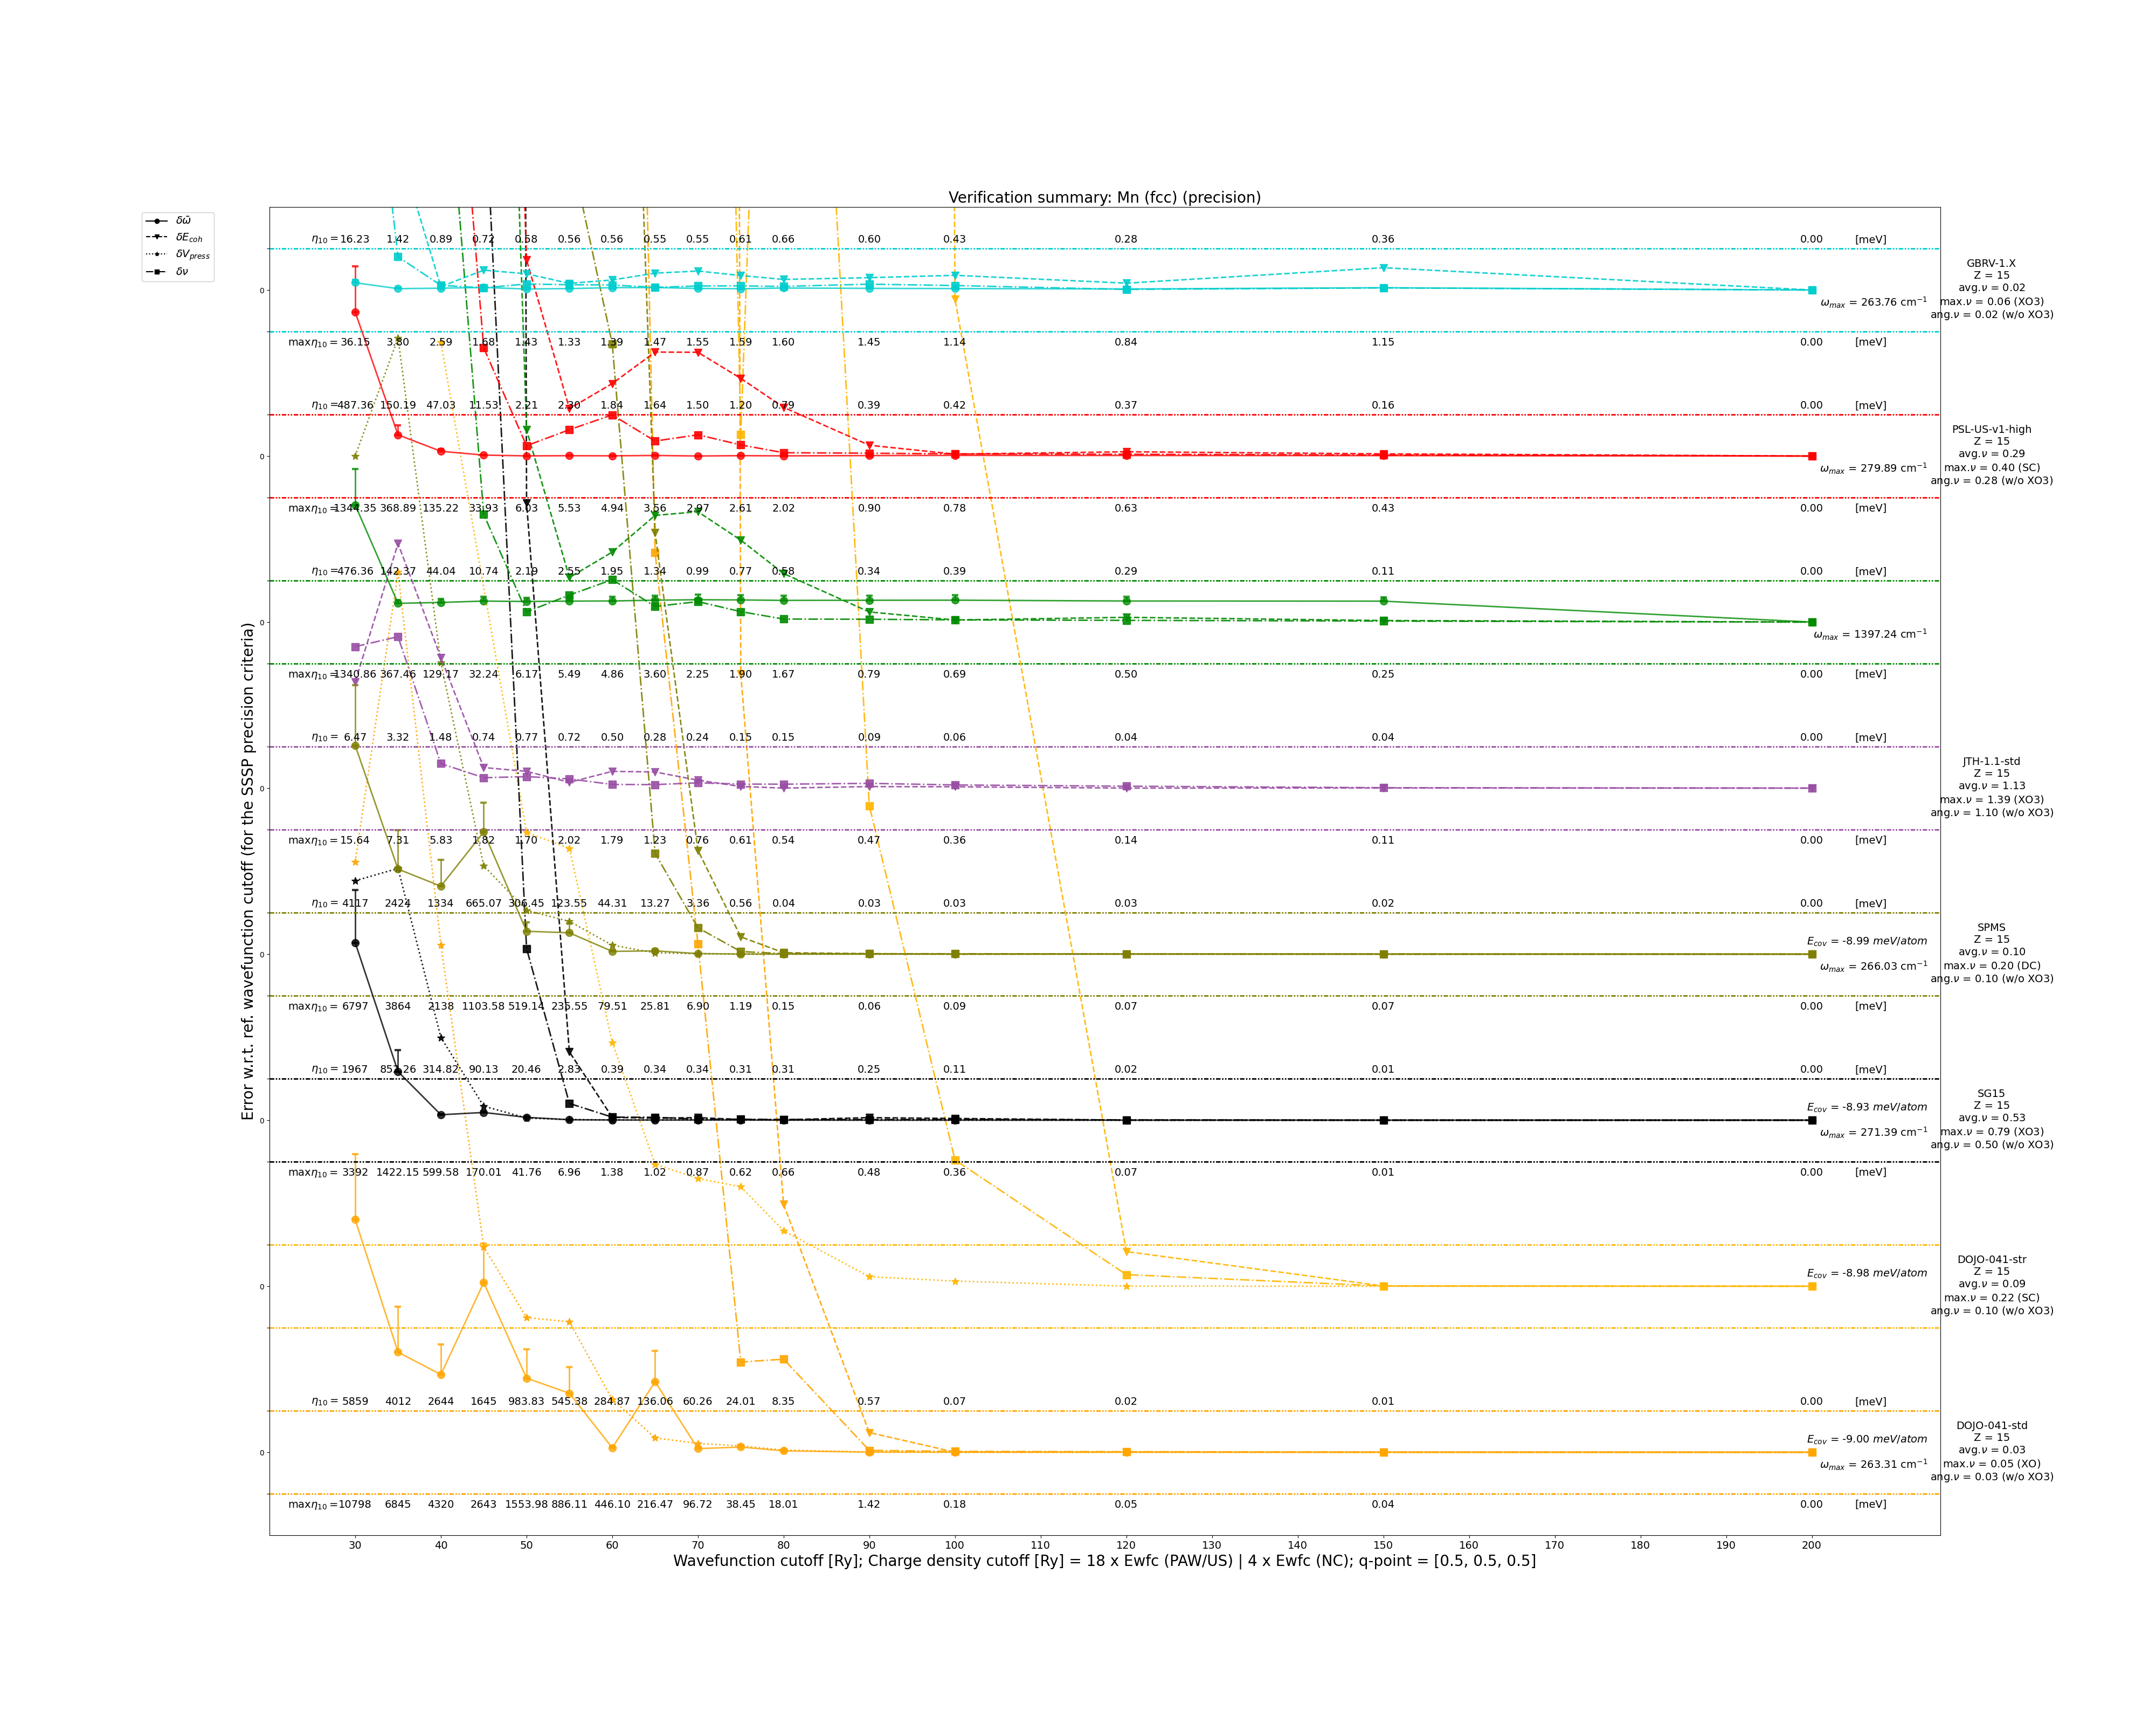 Verification summary: Mn (fcc) (precision)
δω̄
δE_coh
δV_press
δν
Error w.r.t. ref. wavefunction cutoff (for the SSSP precision criteria)
η₁₀ = 16.23 1.42 0.89 0.72 0.58 0.56 0.56 0.55 0.55 0.61 0.66 0.60 0.43 0.28 0.36 0.00 [meV]
0
ω_max = 263.76 cm⁻¹
GBRV-1.X
Z = 15
avg.ν = 0.02
max.ν = 0.06 (XO3)
ang.ν = 0.02 (w/o XO3)
maxη₁₀ = 36.15 3.80 2.59 1.68 1.43 1.33 1.39 1.47 1.55 1.59 1.60 1.45 1.14 0.84 1.15 0.00 [meV]
η₁₀ = 487.36 150.19 47.03 11.53 2.21 2.30 1.84 1.64 1.50 1.20 0.79 0.39 0.42 0.37 0.16 0.00 [meV]
0
ω_max = 279.89 cm⁻¹
PSL-US-v1-high
Z = 15
avg.ν = 0.29
max.ν = 0.40 (SC)
ang.ν = 0.28 (w/o XO3)
maxη₁₀ = 1344.35 368.89 135.22 33.93 6.03 5.53 4.94 3.56 2.97 2.61 2.02 0.90 0.78 0.63 0.43 0.00 [meV]
η₁₀ = 476.36 142.37 44.04 10.74 2.19 2.55 1.95 1.34 0.99 0.77 0.58 0.34 0.39 0.29 0.11 0.00 [meV]
0
ω_max = 1397.24 cm⁻¹
maxη₁₀ = 1340.86 367.46 129.17 32.24 6.17 5.49 4.86 3.60 2.25 1.90 1.67 0.79 0.69 0.50 0.25 0.00 [meV]
η₁₀ = 6.47 3.32 1.48 0.74 0.77 0.72 0.50 0.28 0.24 0.15 0.15 0.09 0.06 0.04 0.04 0.00 [meV]
0
JTH-1.1-std
Z = 15
avg.ν = 1.13
max.ν = 1.39 (XO3)
ang.ν = 1.10 (w/o XO3)
maxη₁₀ = 15.64 7.31 5.83 1.82 1.70 2.02 1.79 1.23 0.76 0.61 0.54 0.47 0.36 0.14 0.11 0.00 [meV]
η₁₀ = 4117 2424 1334 665.07 306.45 123.55 44.31 13.27 3.36 0.56 0.04 0.03 0.03 0.03 0.02 0.00 [meV]
0
E_cov = -8.99 meV/atom
ω_max = 266.03 cm⁻¹
SPMS
Z = 15
avg.ν = 0.10
max.ν = 0.20 (DC)
ang.ν = 0.10 (w/o XO3)
maxη₁₀ = 6797 3864 2138 1103.58 519.14 235.55 79.51 25.81 6.90 1.19 0.15 0.06 0.09 0.07 0.07 0.00 [meV]
η₁₀ = 1967 314.82 90.13 20.46 2.83 0.39 0.34 0.34 0.31 0.31 0.25 0.11 0.02 0.01 0.00 [meV]
0
E_cov = -8.93 meV/atom
ω_max = 271.39 cm⁻¹
SG15
Z = 15
avg.ν = 0.53
max.ν = 0.79 (XO3)
ang.ν = 0.50 (w/o XO3)
maxη₁₀ = 3392 1422.15 599.58 170.01 41.76 6.96 1.38 1.02 0.87 0.62 0.66 0.48 0.36 0.07 0.01 0.00 [meV]
0
E_cov = -8.98 meV/atom
DOJO-041-str
Z = 15
avg.ν = 0.09
max.ν = 0.22 (SC)
ang.ν = 0.10 (w/o XO3)
η₁₀ = 5859 4012 2644 1645 983.83 545.38 284.87 136.06 60.26 24.01 8.35 0.57 0.07 0.02 0.01 0.00 [meV]
0
E_cov = -9.00 meV/atom
ω_max = 263.31 cm⁻¹
DOJO-041-std
Z = 15
avg.ν = 0.03
max.ν = 0.05 (XO)
ang.ν = 0.03 (w/o XO3)
maxη₁₀ = 10798 6845 4320 2643 1553.98 886.11 446.10 216.47 96.72 38.45 18.01 1.42 0.18 0.05 0.04 0.00 [meV]
30 40 50 60 70 80 90 100 110 120 130 140 150 160 170 180 190 200
Wavefunction cutoff [Ry]; Charge density cutoff [Ry] = 18 x Ewfc (PAW/US) | 4 x Ewfc (NC); q-point = [0.5, 0.5, 0.5]